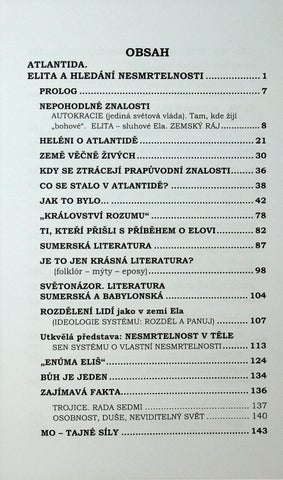 OBSAH
ATLANTIDA.
ELITA A HLEDÁNÍ NESMRTELNOSTI ................ 1
PROLOG ................ 7
NEPOHODLNÉ ZNALOSTI
AUTOKRACIE (jediná světová vláda). Tam, kde žijí
„bohové“. ELITA – sluhové Ela. ZEMSKÝ RÁJ ................ 8
HELÉNI O ATLANTIDĚ ................ 21
ZEMĚ VĚČNĚ ŽIVÝCH ................ 30
KDY SE ZTRÁCEJÍ PRAPŮVODNÍ ZNALOSTI ................ 36
CO SE STALO V ATLANTIDĚ? ................ 38
JAK TO BYLO... ................ 42
„KRÁLOVSTVÍ ROZUMU“ ................ 78
TI, KTEŘÍ PŘIŠLI S PŘÍBĚHEM O ELOVI ................ 82
SUMERSKÁ LITERATURA ................ 87
JE TO JEN KRÁSNÁ LITERATURA?
(folklór – mýty – eposy) ................ 98
SVĚTONÁZOR. LITERATURA
SUMERSKÁ A BABYLONSKÁ ................ 104
ROZDĚLENÍ LIDÍ jako v zemi Ela
(IDEOLOGIE SYSTÉMU: ROZDĚL A PANUJ) ................ 107
Utkvělá představa: NESMRTELNOST V TĚLE
SEN SYSTÉMU O VLASTNÍ NESMRTELNOSTI ................ 113
„ENÚMA ELIŠ“ ................ 124
BŮH JE JEDEN ................ 134
ZAJÍMAVÁ FAKTA ................ 136
TROJICE. RADA SEDMI ................ 137
OSOBNOST, DUŠE, NEVIDITELNÝ SVĚT ................ 140
MO – TAJNÉ SÍLY ................ 143